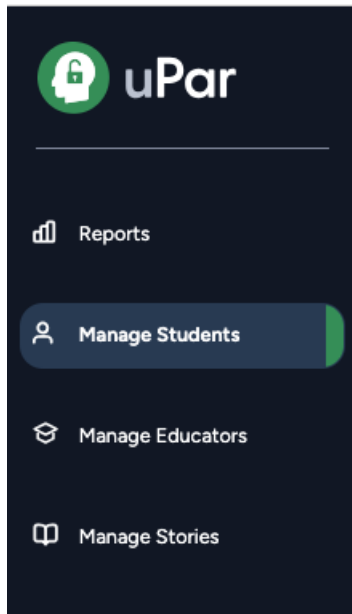 uPar
Reports
Manage Students
Manage Educators
Manage Stories